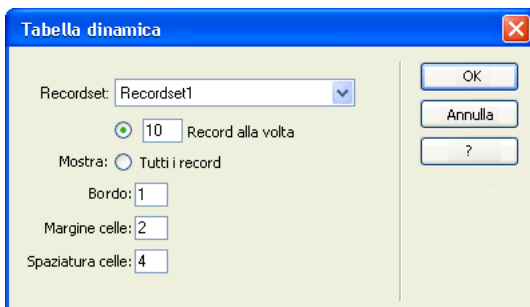 Tabella dinamica
Recordset: Recordset1
10 Record alla volta
Mostra: Tutti i record
Bordo: 1
Margine celle: 2
Spaziatura celle: 4
OK
Annulla
?